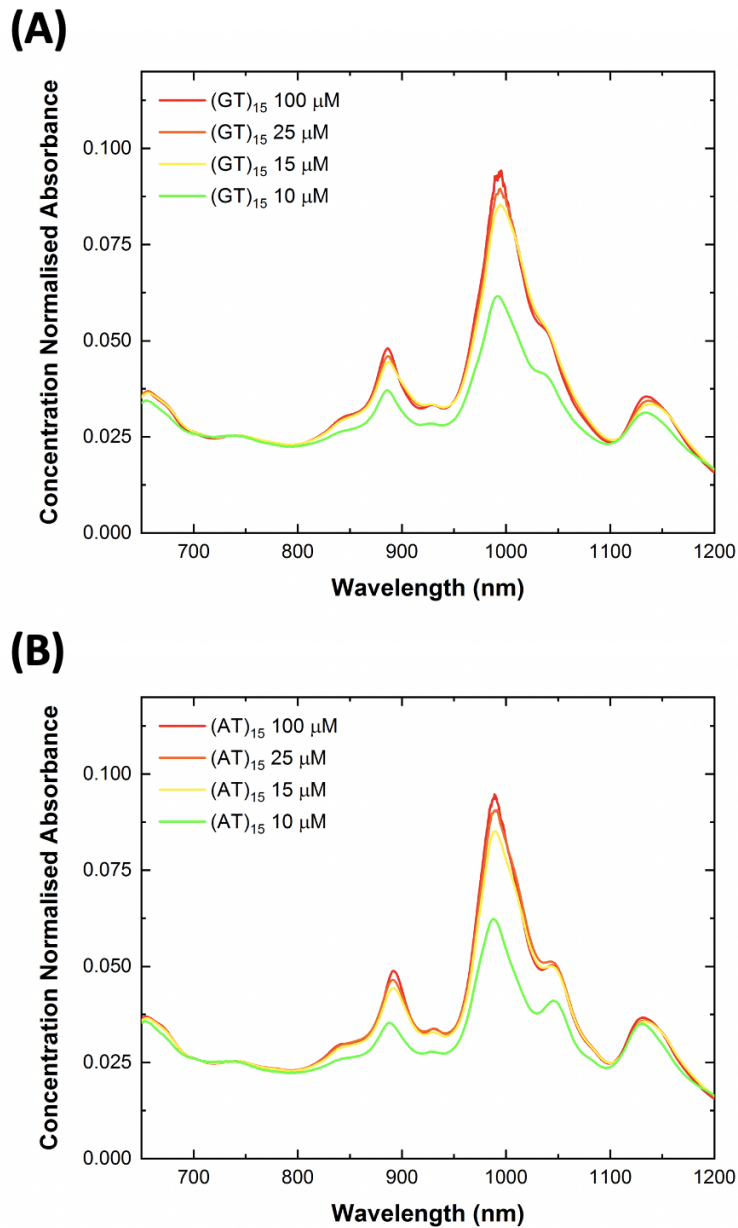 (A)
(GT)₁₅ 100 μM
(GT)₁₅ 25 μM
(GT)₁₅ 15 μM
(GT)₁₅ 10 μM
Concentration Normalised Absorbance
0.100
0.075
0.050
0.025
0.000
700 800 900 1000 1100 1200
Wavelength (nm)
(B)
(AT)₁₅ 100 μM
(AT)₁₅ 25 μM
(AT)₁₅ 15 μM
(AT)₁₅ 10 μM
Concentration Normalised Absorbance
0.100
0.075
0.050
0.025
0.000
700 800 900 1000 1100 1200
Wavelength (nm)